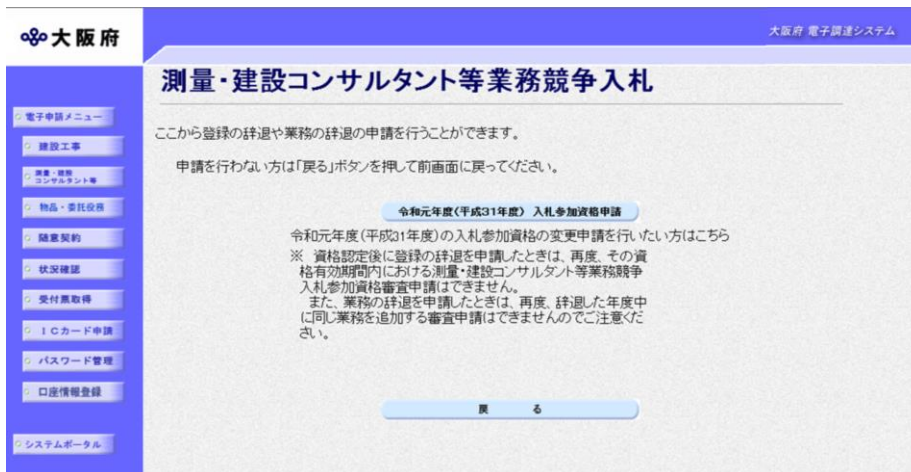 大阪府
大阪府 電子調達システム
測量・建設コンサルタント等業務競争入札
電子申請メニュー
建設工事
測量・建設
コンサルタント等
物品・委託役務
随意契約
状況確認
受付票取得
ICカード申請
パスワード管理
口座情報登録
システムポータル
ここから登録の辞退や業務の辞退の申請を行うことができます。
申請を行わない方は「戻る」ボタンを押して前画面に戻ってください。
令和元年度(平成31年度) 入札参加資格申請
令和元年度(平成31年度)の入札参加資格の変更申請を行いたい方はこちら
※ 資格認定後に登録の辞退を申請したときは、再度、その資
格有効期間内における測量・建設コンサルタント等業務競争
入札参加資格審査申請はできません。
また、業務の辞退を申請したときは、再度、辞退した年度中
に同じ業務を追加する審査申請はできませんのでご注意くだ
さい。
戻 る